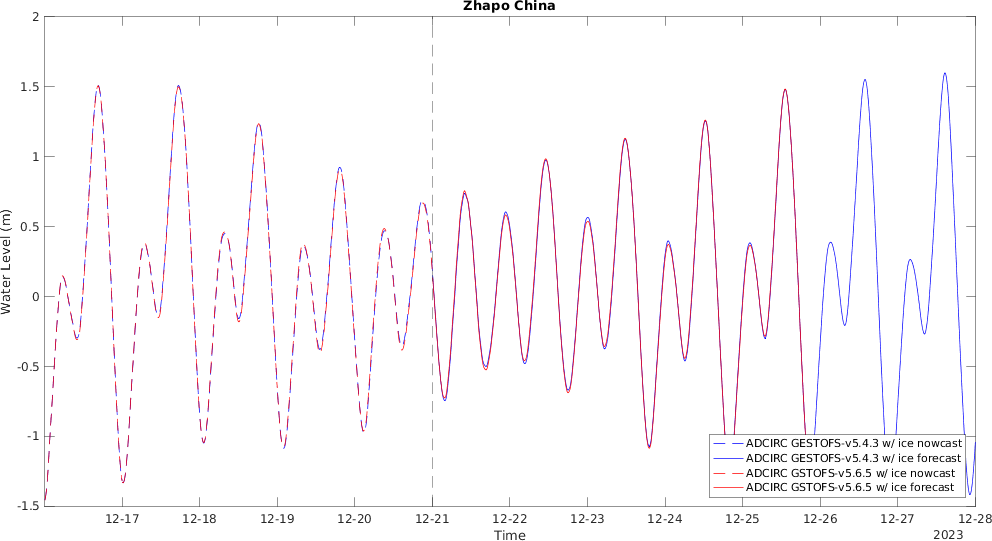 Zhapo China
2
1.5
1
0.5
0
-0.5
-1
-1.5
Water Level (m)
12-17 12-18 12-19 12-20 12-21 12-22 12-23 12-24 12-25 12-26 12-27 12-28
Time
2023
ADCIRC GESTOFS-v5.4.3 w/ ice nowcast
ADCIRC GESTOFS-v5.4.3 w/ ice forecast
ADCIRC GSTOFS-v5.6.5 w/ ice nowcast
ADCIRC GSTOFS-v5.6.5 w/ ice forecast